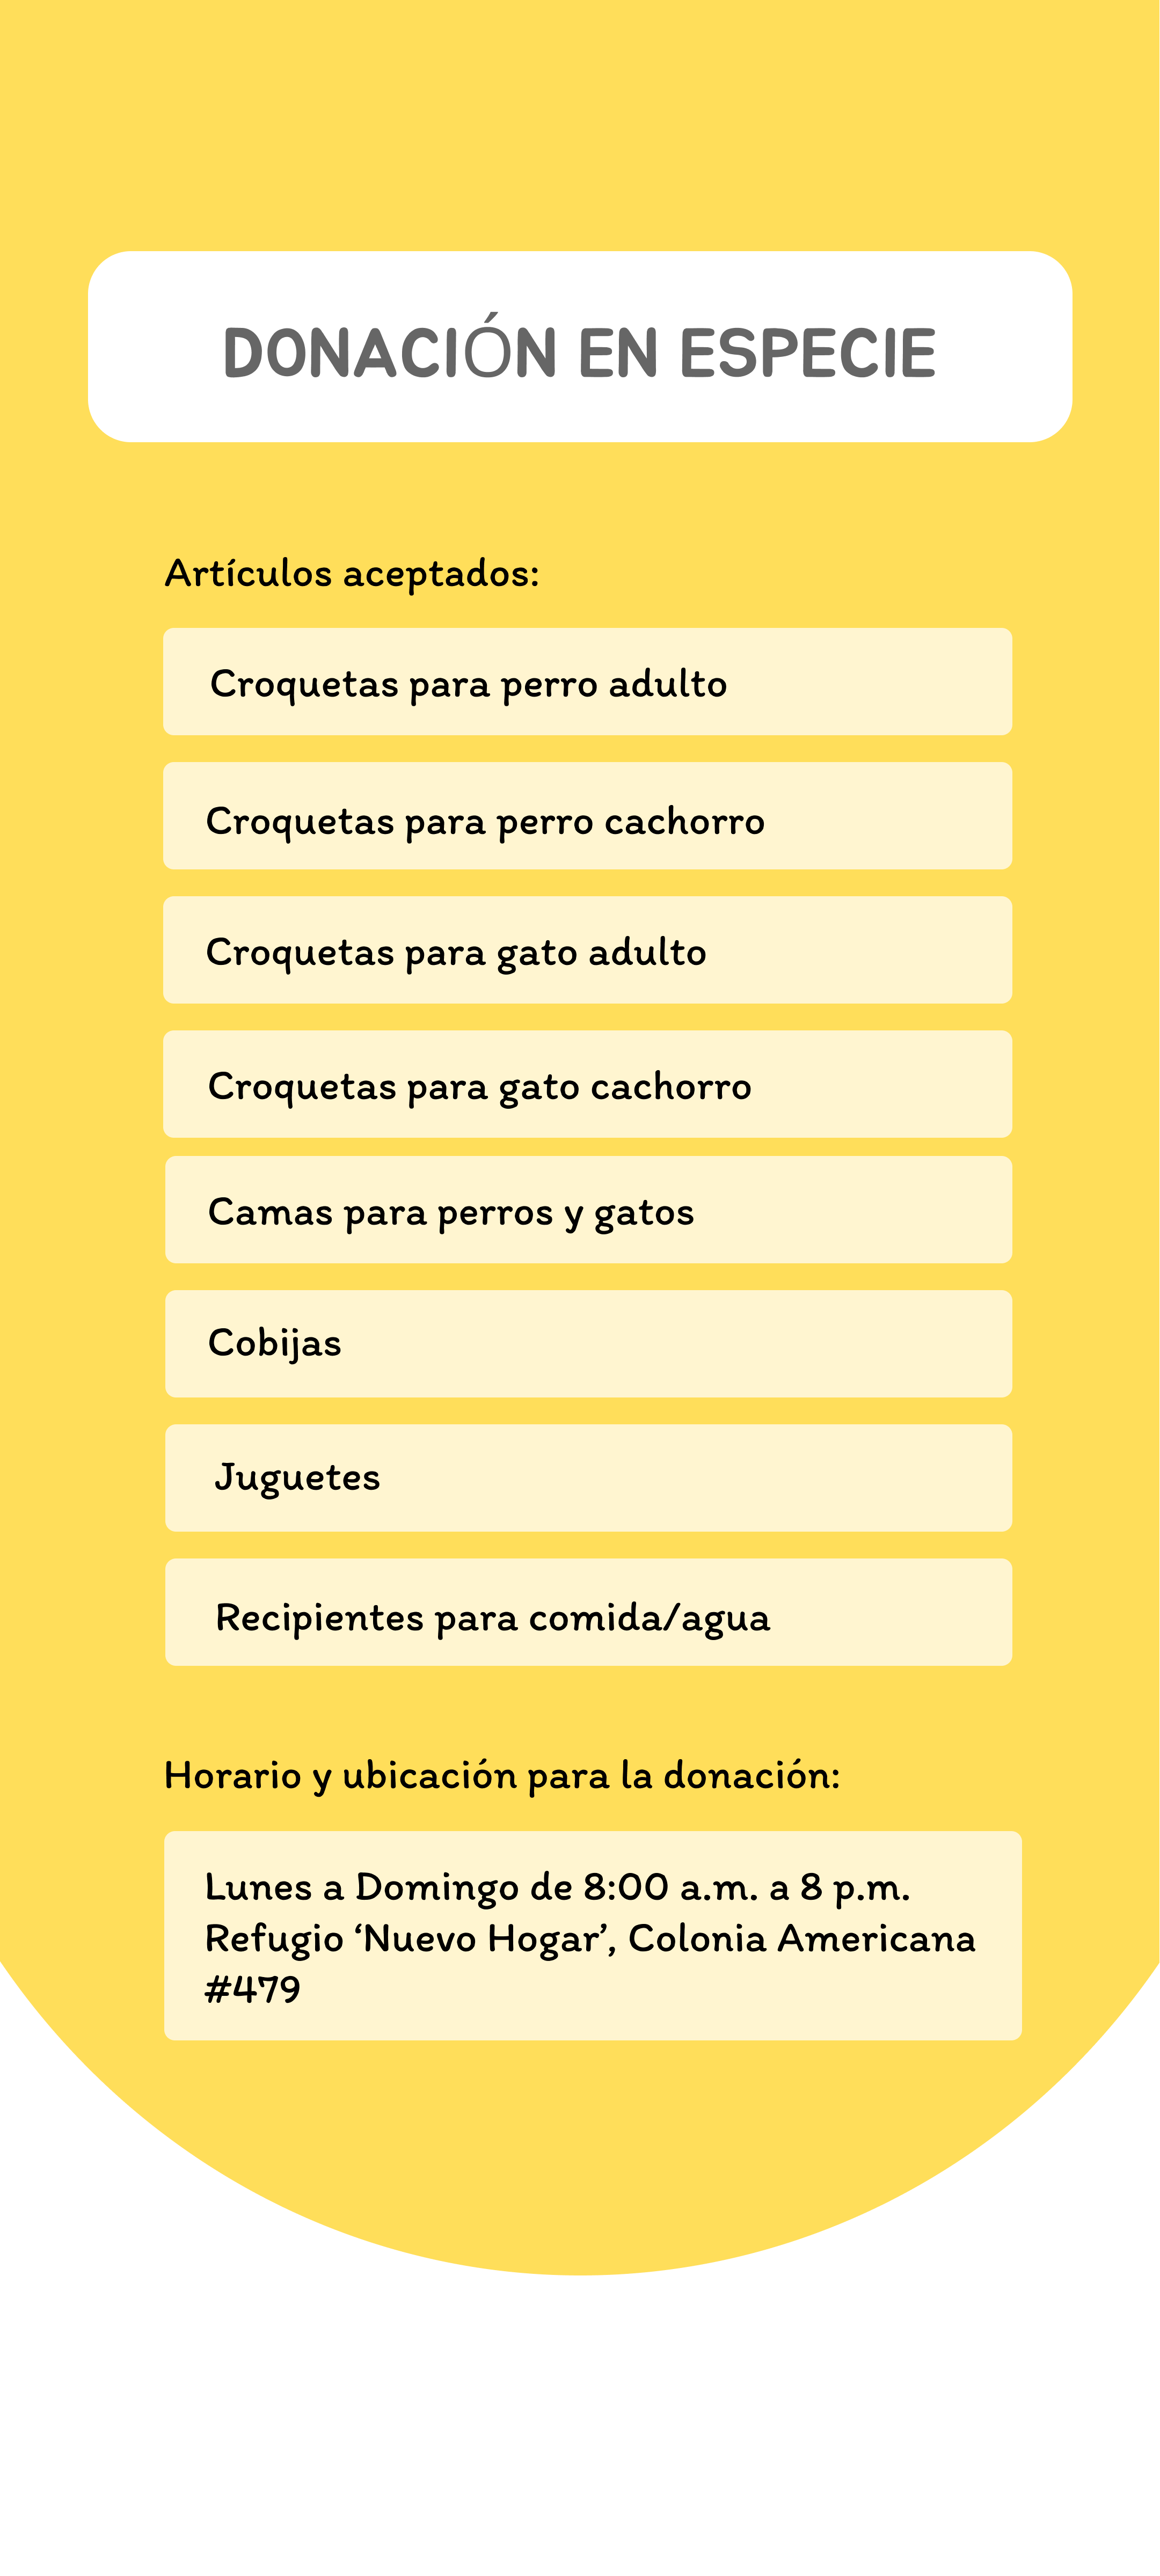 DONACIÓN EN ESPECIE
Artículos aceptados:
Croquetas para perro adulto
Croquetas para perro cachorro
Croquetas para gato adulto
Croquetas para gato cachorro
Camas para perros y gatos
Cobijas
Juguetes
Recipientes para comida/agua
Horario y ubicación para la donación:
Lunes a Domingo de 8:00 a.m. a 8 p.m.
Refugio ‘Nuevo Hogar’, Colonia Americana
#479